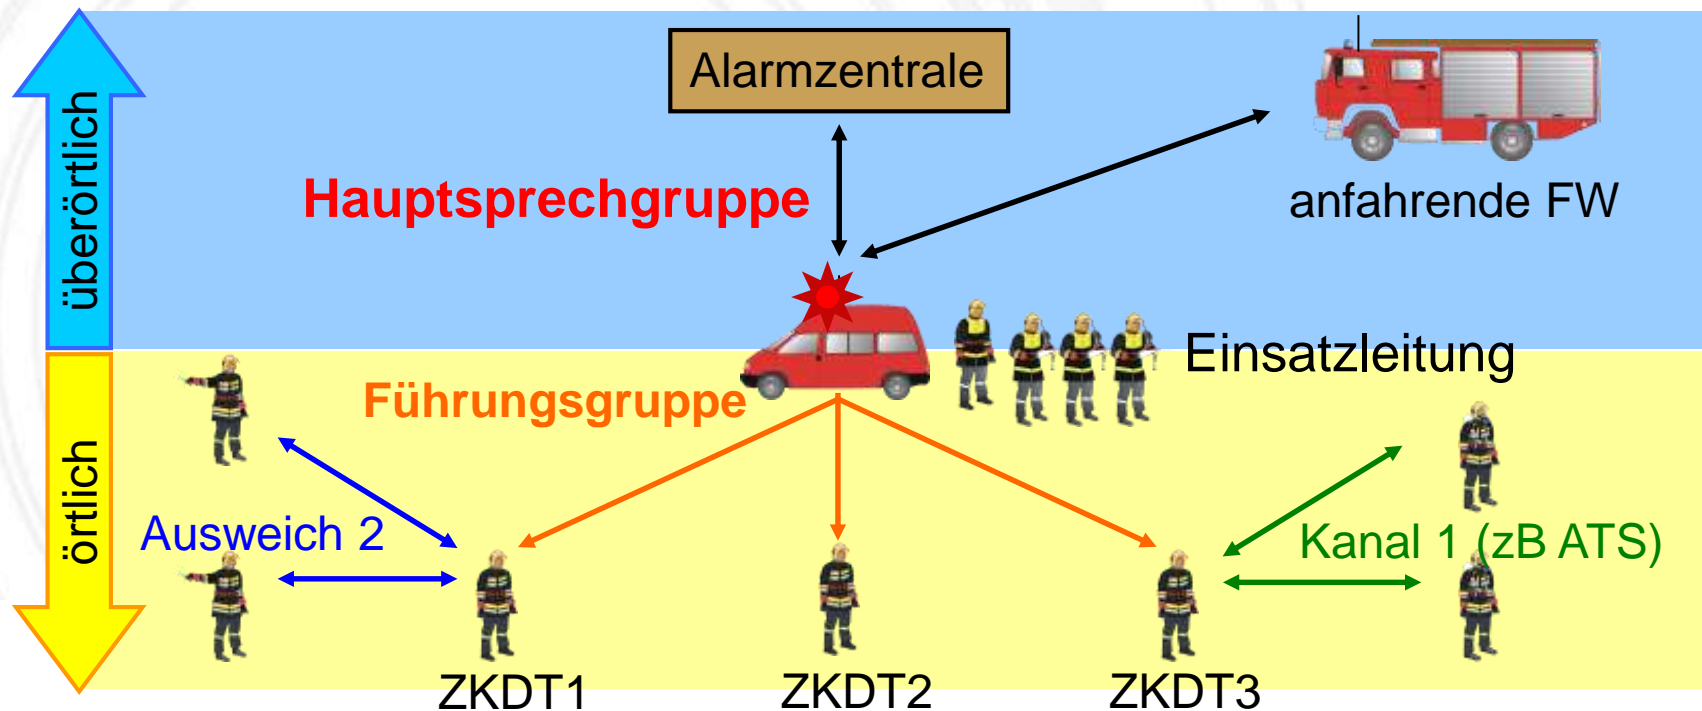 überörtlich
Alarmzentrale
Hauptsprechgruppe
anfahrende FW
Einsatzleitung
örtlich
Führungsgruppe
Ausweich 2
Kanal 1 (zB ATS)
ZKDT1
ZKDT2
ZKDT3